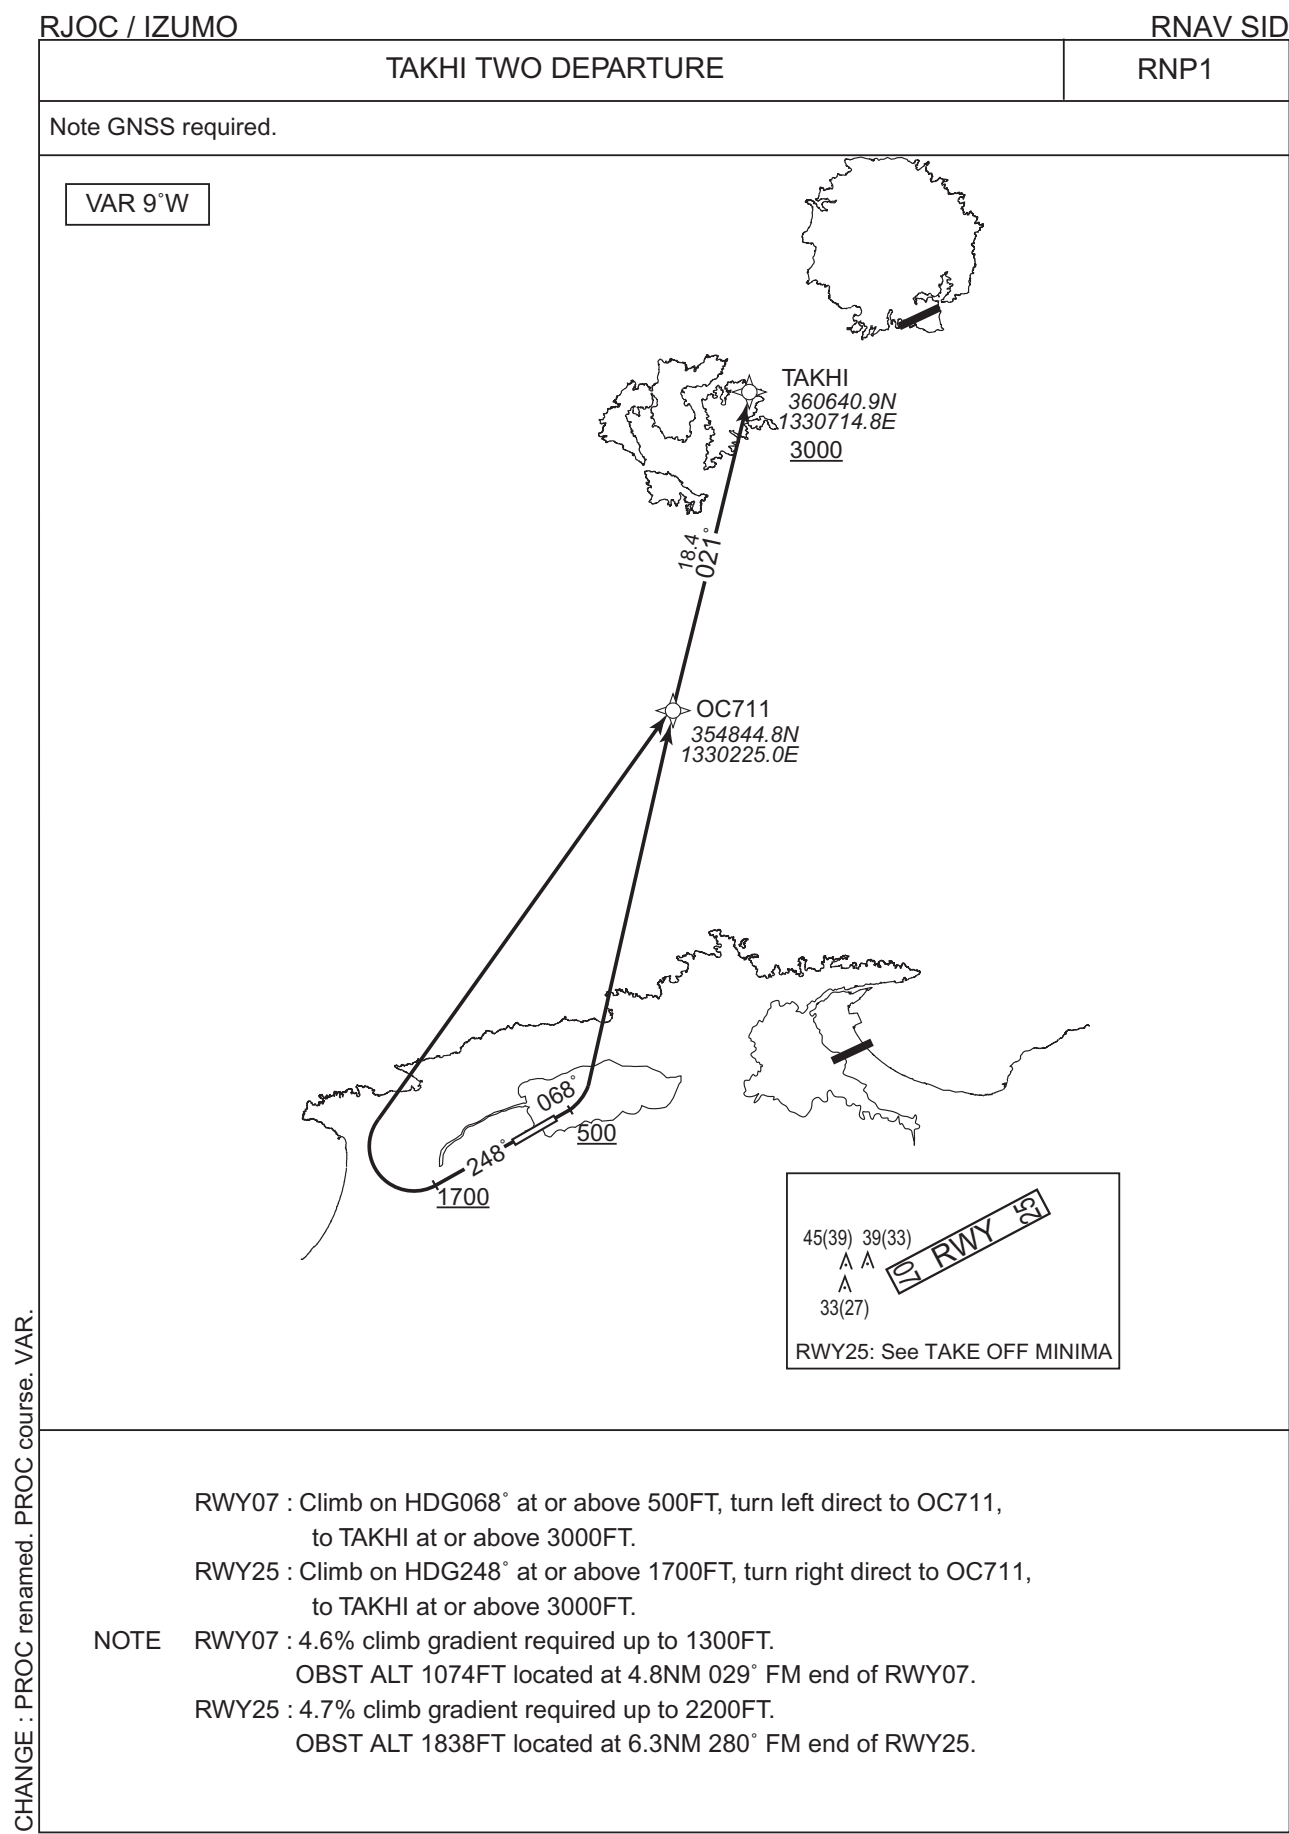 RJOC / IZUMO
RNAV SID
TAKHI TWO DEPARTURE
RNP1
Note GNSS required.
VAR 9˚W
TAKHI
360640.9N
1330714.8E
3000
18.4
021˚
OC711
354844.8N
1330225.0E
068˚
500
248˚
1700
45(39) 39(33)
33(27)
07 RWY 25
RWY25: See TAKE OFF MINIMA
RWY07 : Climb on HDG068˚ at or above 500FT, turn left direct to OC711,
to TAKHI at or above 3000FT.
RWY25 : Climb on HDG248˚ at or above 1700FT, turn right direct to OC711,
to TAKHI at or above 3000FT.
NOTE RWY07 : 4.6% climb gradient required up to 1300FT.
OBST ALT 1074FT located at 4.8NM 029˚ FM end of RWY07.
RWY25 : 4.7% climb gradient required up to 2200FT.
OBST ALT 1838FT located at 6.3NM 280˚ FM end of RWY25.
CHANGE : PROC renamed. PROC course. VAR.